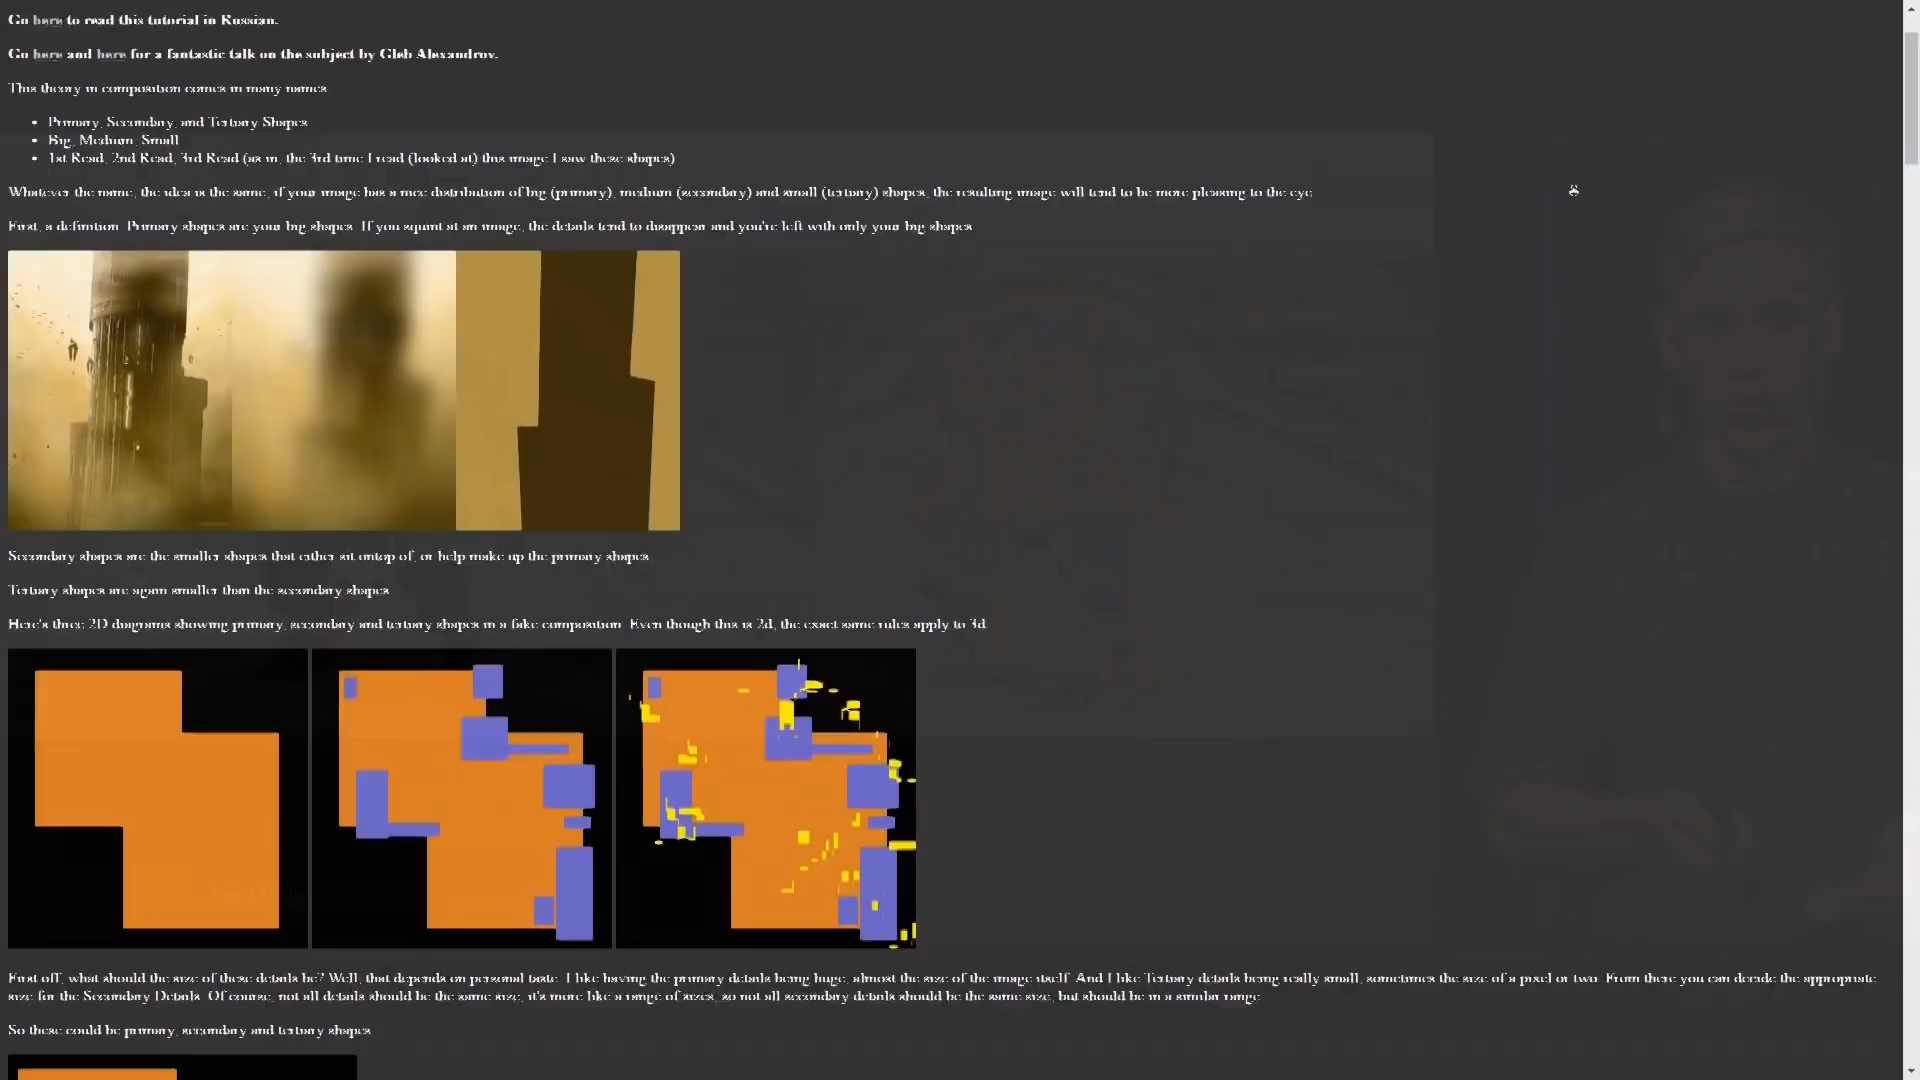 Go here to read this tutorial in Russian.
Go here and here for a fantastic talk on the subject by Gleb Alexandrov.
This theory in composition comes in many names
Primary, Secondary, and Tertiary Shapes
Big, Medium, Small
1st Read, 2nd Read, 3rd Read (as in, the 3rd time I read (looked at) this image I saw these shapes)
Whatever the name, the idea is the same, if your image has a nice distribution of big (primary), medium (secondary) and small (tertiary) shapes, the resulting image will tend to be more pleasing to the eye.
First, a definition. Primary shapes are your big shapes. If you squint at an image, the details tend to disappear and you're left with only your big shapes.
Secondary shapes are the smaller shapes that either sit ontop of, or help make up the primary shapes.
Tertiary shapes are again smaller than the secondary shapes.
Here's three 2D diagrams showing primary, secondary and tertiary shapes in a fake composition. Even though this is 2d, the exact same rules apply to 3d.
First off, what should the size of these details be? Well, that depends on personal taste. I like having the primary details being huge, almost the size of the image itself. And I like Tertiary details being really small, sometimes the size of a pixel or two. From there you can decide the appropriate
size for the Secondary Details. Of course, not all details should be the same size, it's more like a range of sizes, so not all secondary details should be the same size, but should be in a similar range.
So these could be primary, secondary and tertiary shapes